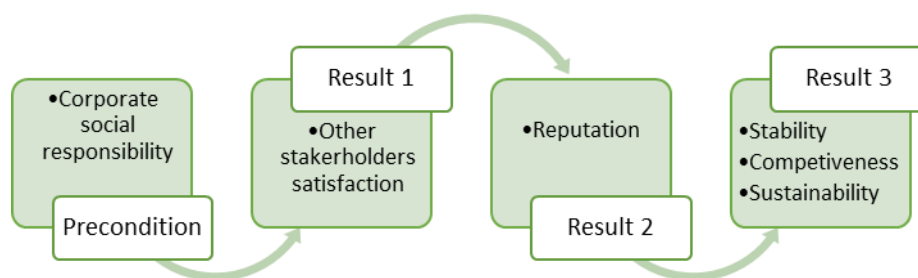 •Corporate
social
responsibility
Precondition
Result 1
•Other
stakerholders
satisfaction
•Reputation
Result 2
Result 3
•Stability
•Competiveness
•Sustainability